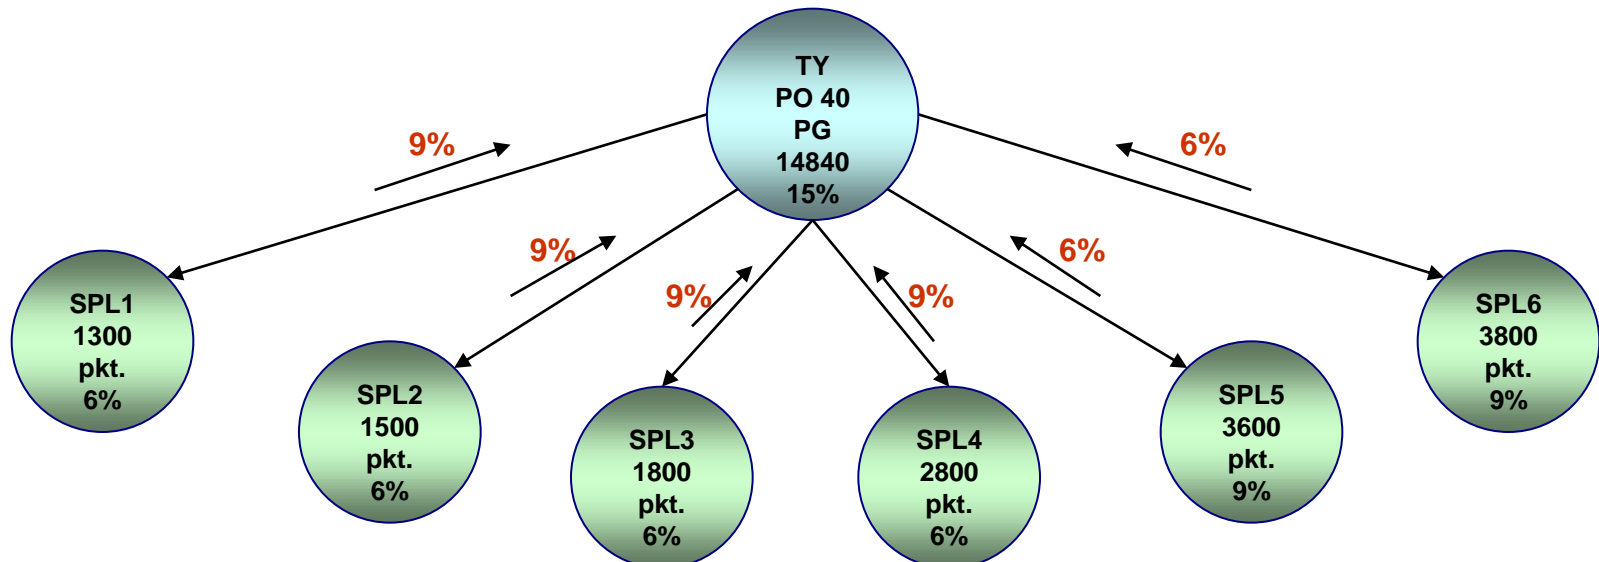 TY
PO 40
PG
14840
15%
9%
6%
9%
6%
9%
9%
SPL1
1300
pkt.
6%
SPL2
1500
pkt.
6%
SPL3
1800
pkt.
6%
SPL4
2800
pkt.
6%
SPL5
3600
pkt.
9%
SPL6
3800
pkt.
9%